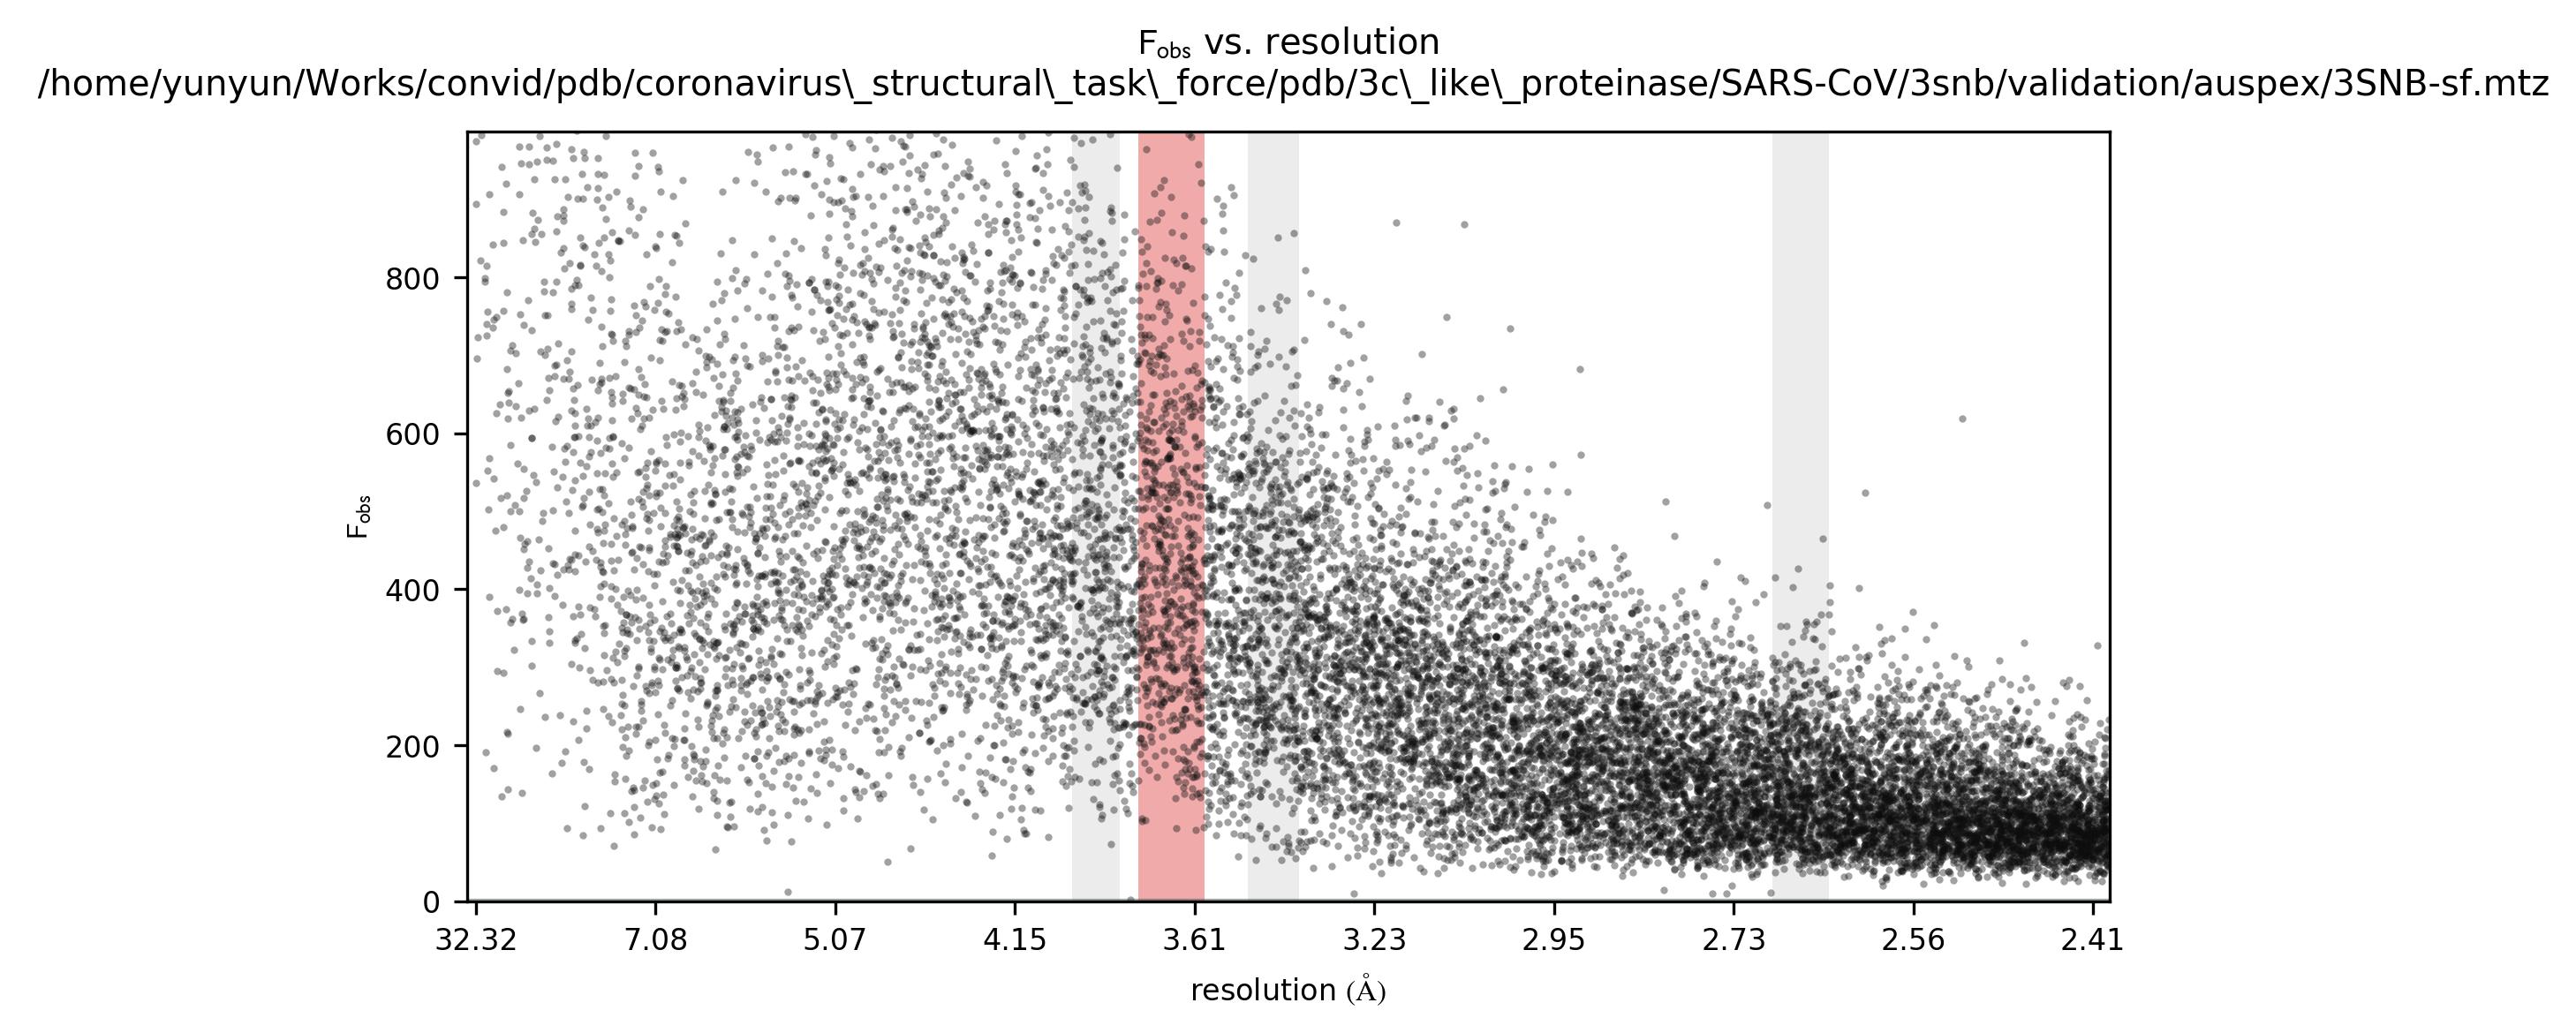 F_obs vs. resolution
/home/yunyun/Works/convid/pdb/coronavirus\_structural\_task\_force/pdb/3c\_like\_proteinase/SARS-CoV/3snb/validation/auspex/3SNB-sf.mtz
800
600
F_obs
400
200
0
32.32 7.08 5.07 4.15 3.61 3.23 2.95 2.73 2.56 2.41
resolution (Å)